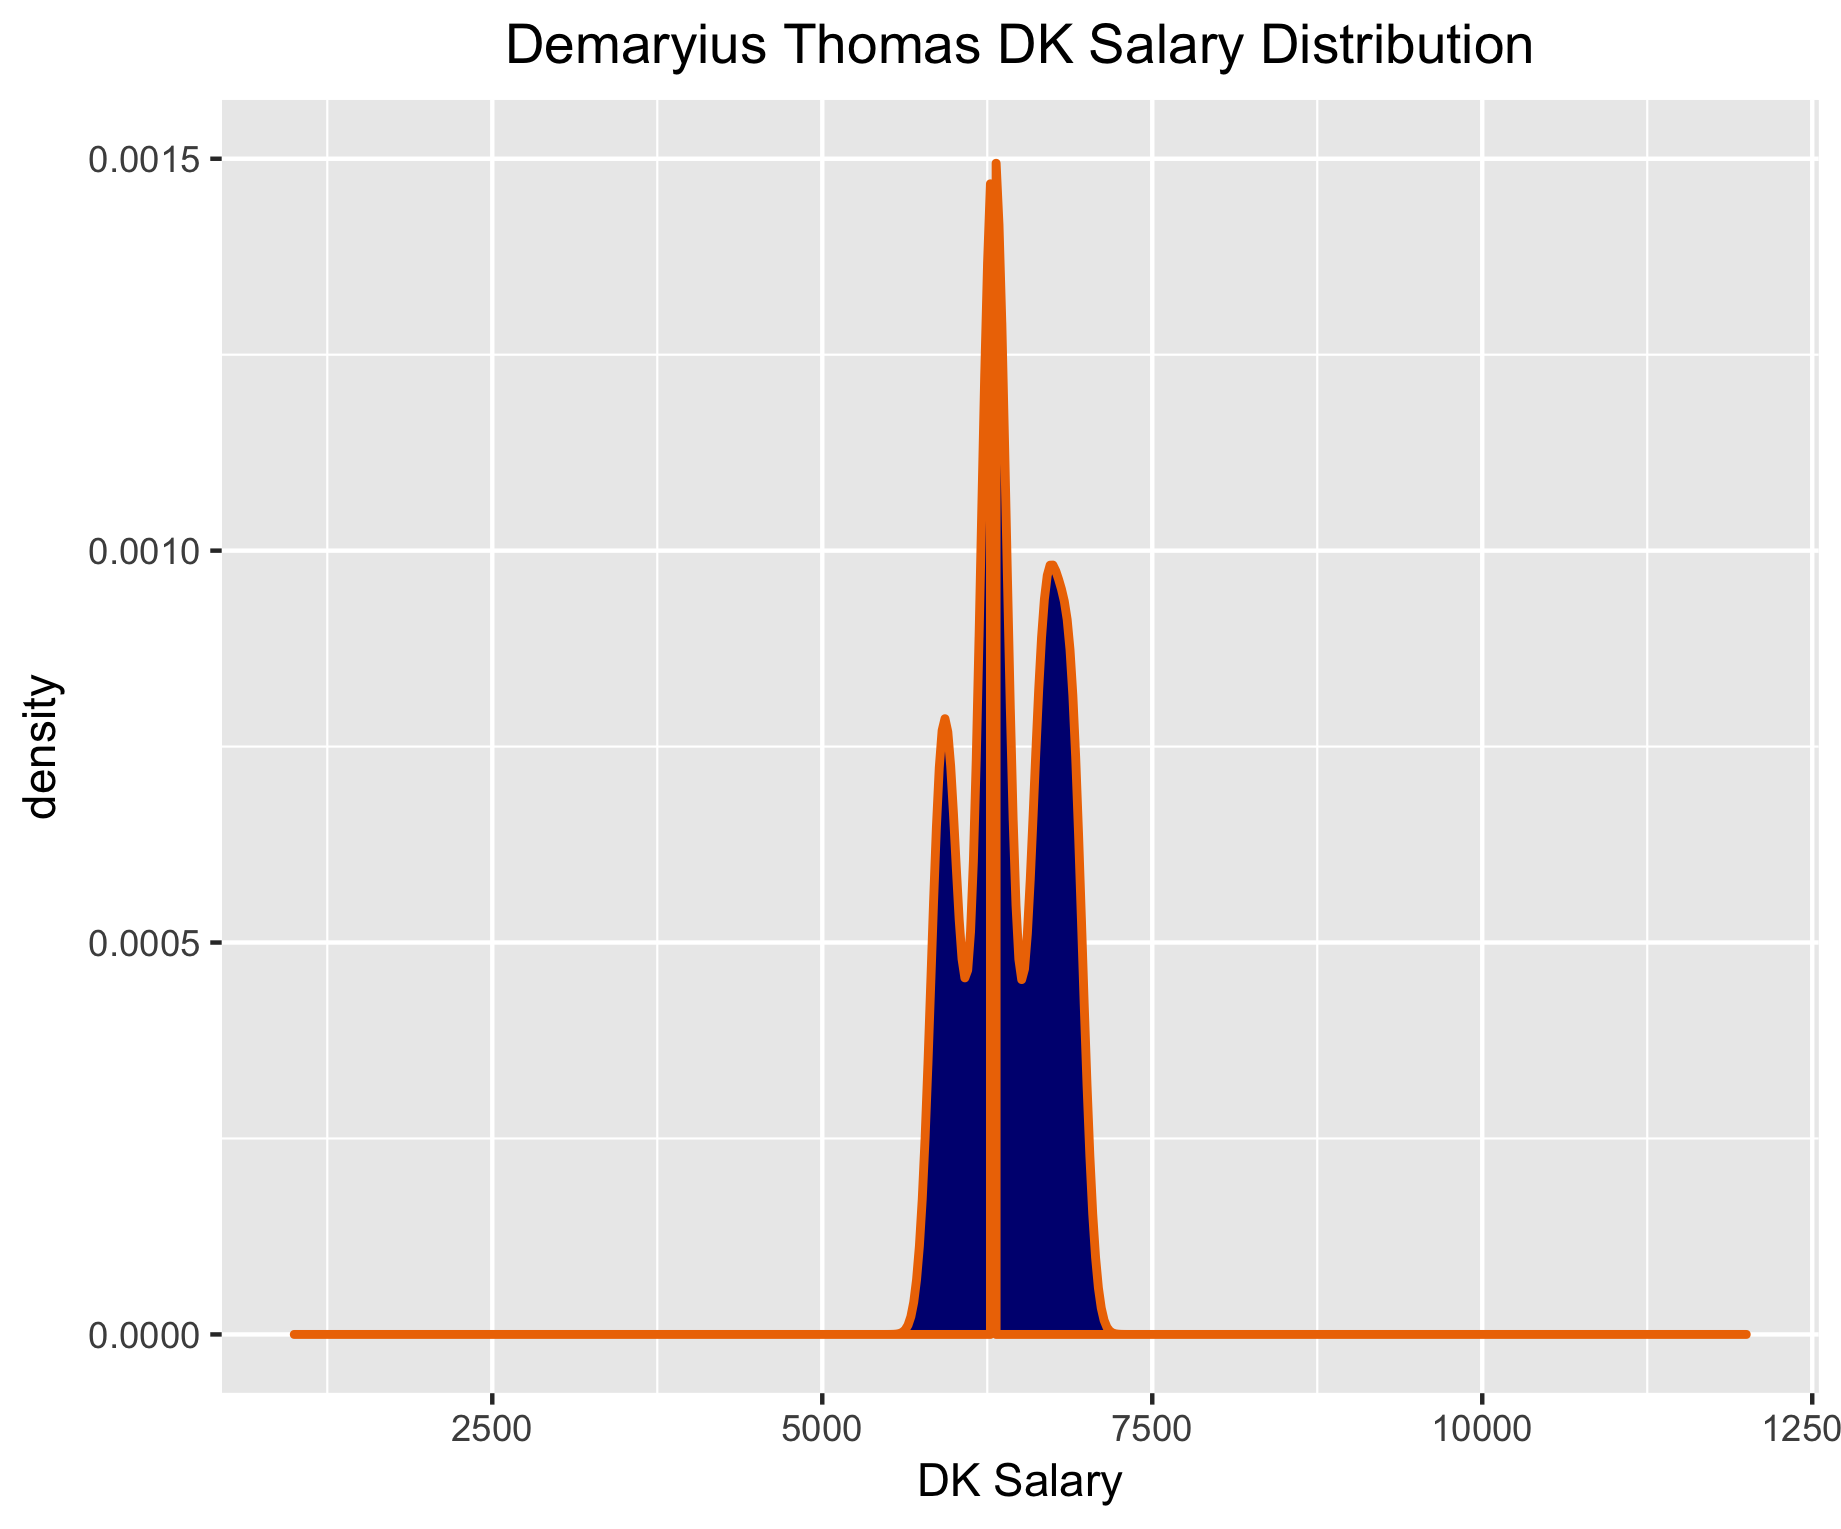 Demaryius Thomas DK Salary Distribution
0.0015
0.0010
0.0005
0.0000
density
2500 5000 7500 10000 1250
DK Salary